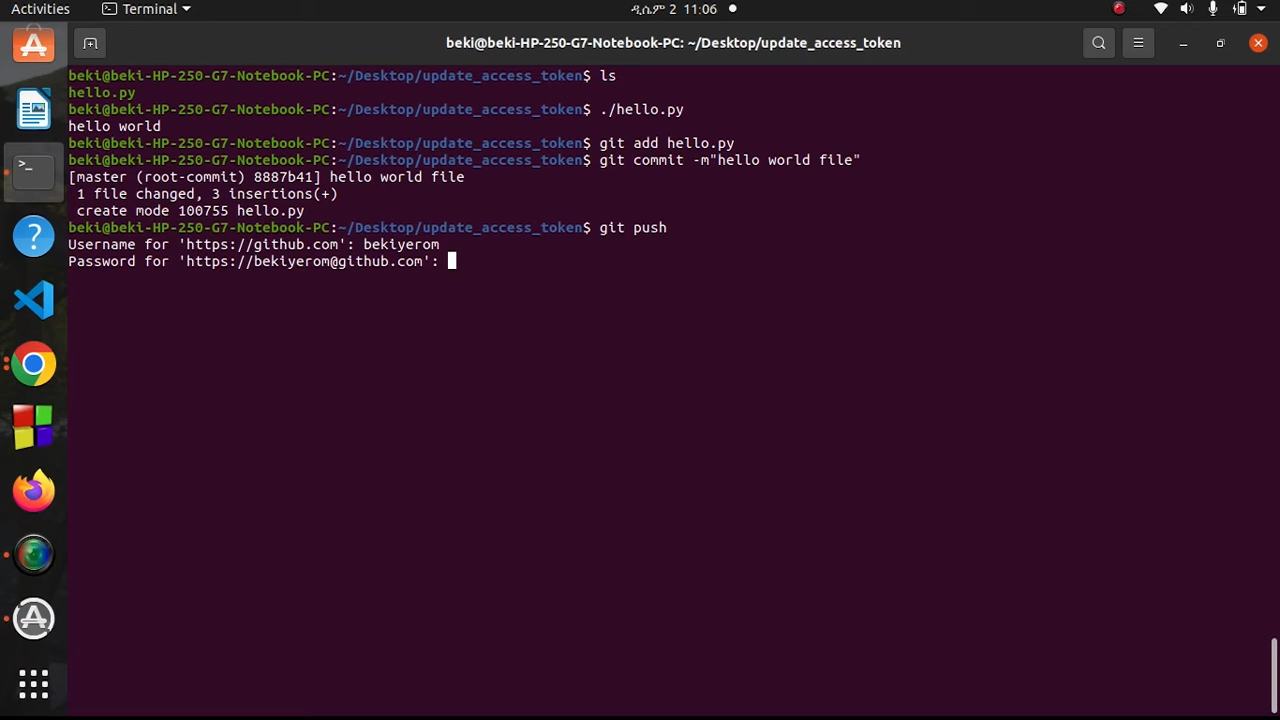 Activities
Terminal
ዲሴም 2 11:06
beki@beki-HP-250-G7-Notebook-PC: ~/Desktop/update_access_token
beki@beki-HP-250-G7-Notebook-PC:~/Desktop/update_access_token$ ls
hello.py
beki@beki-HP-250-G7-Notebook-PC:~/Desktop/update_access_token$ ./hello.py
hello world
beki@beki-HP-250-G7-Notebook-PC:~/Desktop/update_access_token$ git add hello.py
beki@beki-HP-250-G7-Notebook-PC:~/Desktop/update_access_token$ git commit -m"hello world file"
[master (root-commit) 8887b41] hello world file
 1 file changed, 3 insertions(+)
 create mode 100755 hello.py
beki@beki-HP-250-G7-Notebook-PC:~/Desktop/update_access_token$ git push
Username for 'https://github.com': bekiyerom
Password for 'https://bekiyerom@github.com':